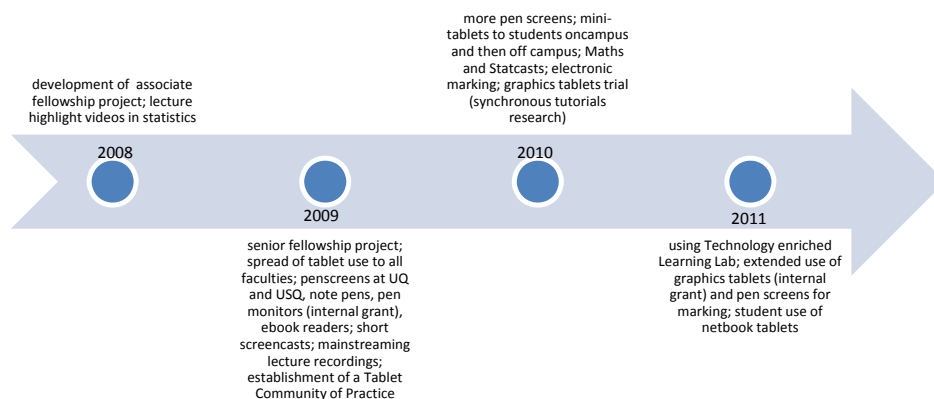 development of associate
fellowship project; lecture
highlight videos in statistics
2008
2009
senior fellowship project;
spread of tablet use to all
faculties; penscreens at UQ
and USQ, note pens, pen
monitors (internal grant),
ebook readers; short
screencasts; mainstreaming
lecture recordings;
establishment of a Tablet
Community of Practice
more pen screens; mini-
tablets to students oncampus
and then off campus; Maths
and Statcasts; electronic
marking; graphics tablets trial
(synchronous tutorials
research)
2010
2011
using Technology enriched
Learning Lab; extended use of
graphics tablets (internal
grant) and pen screens for
marking; student use of
netbook tablets